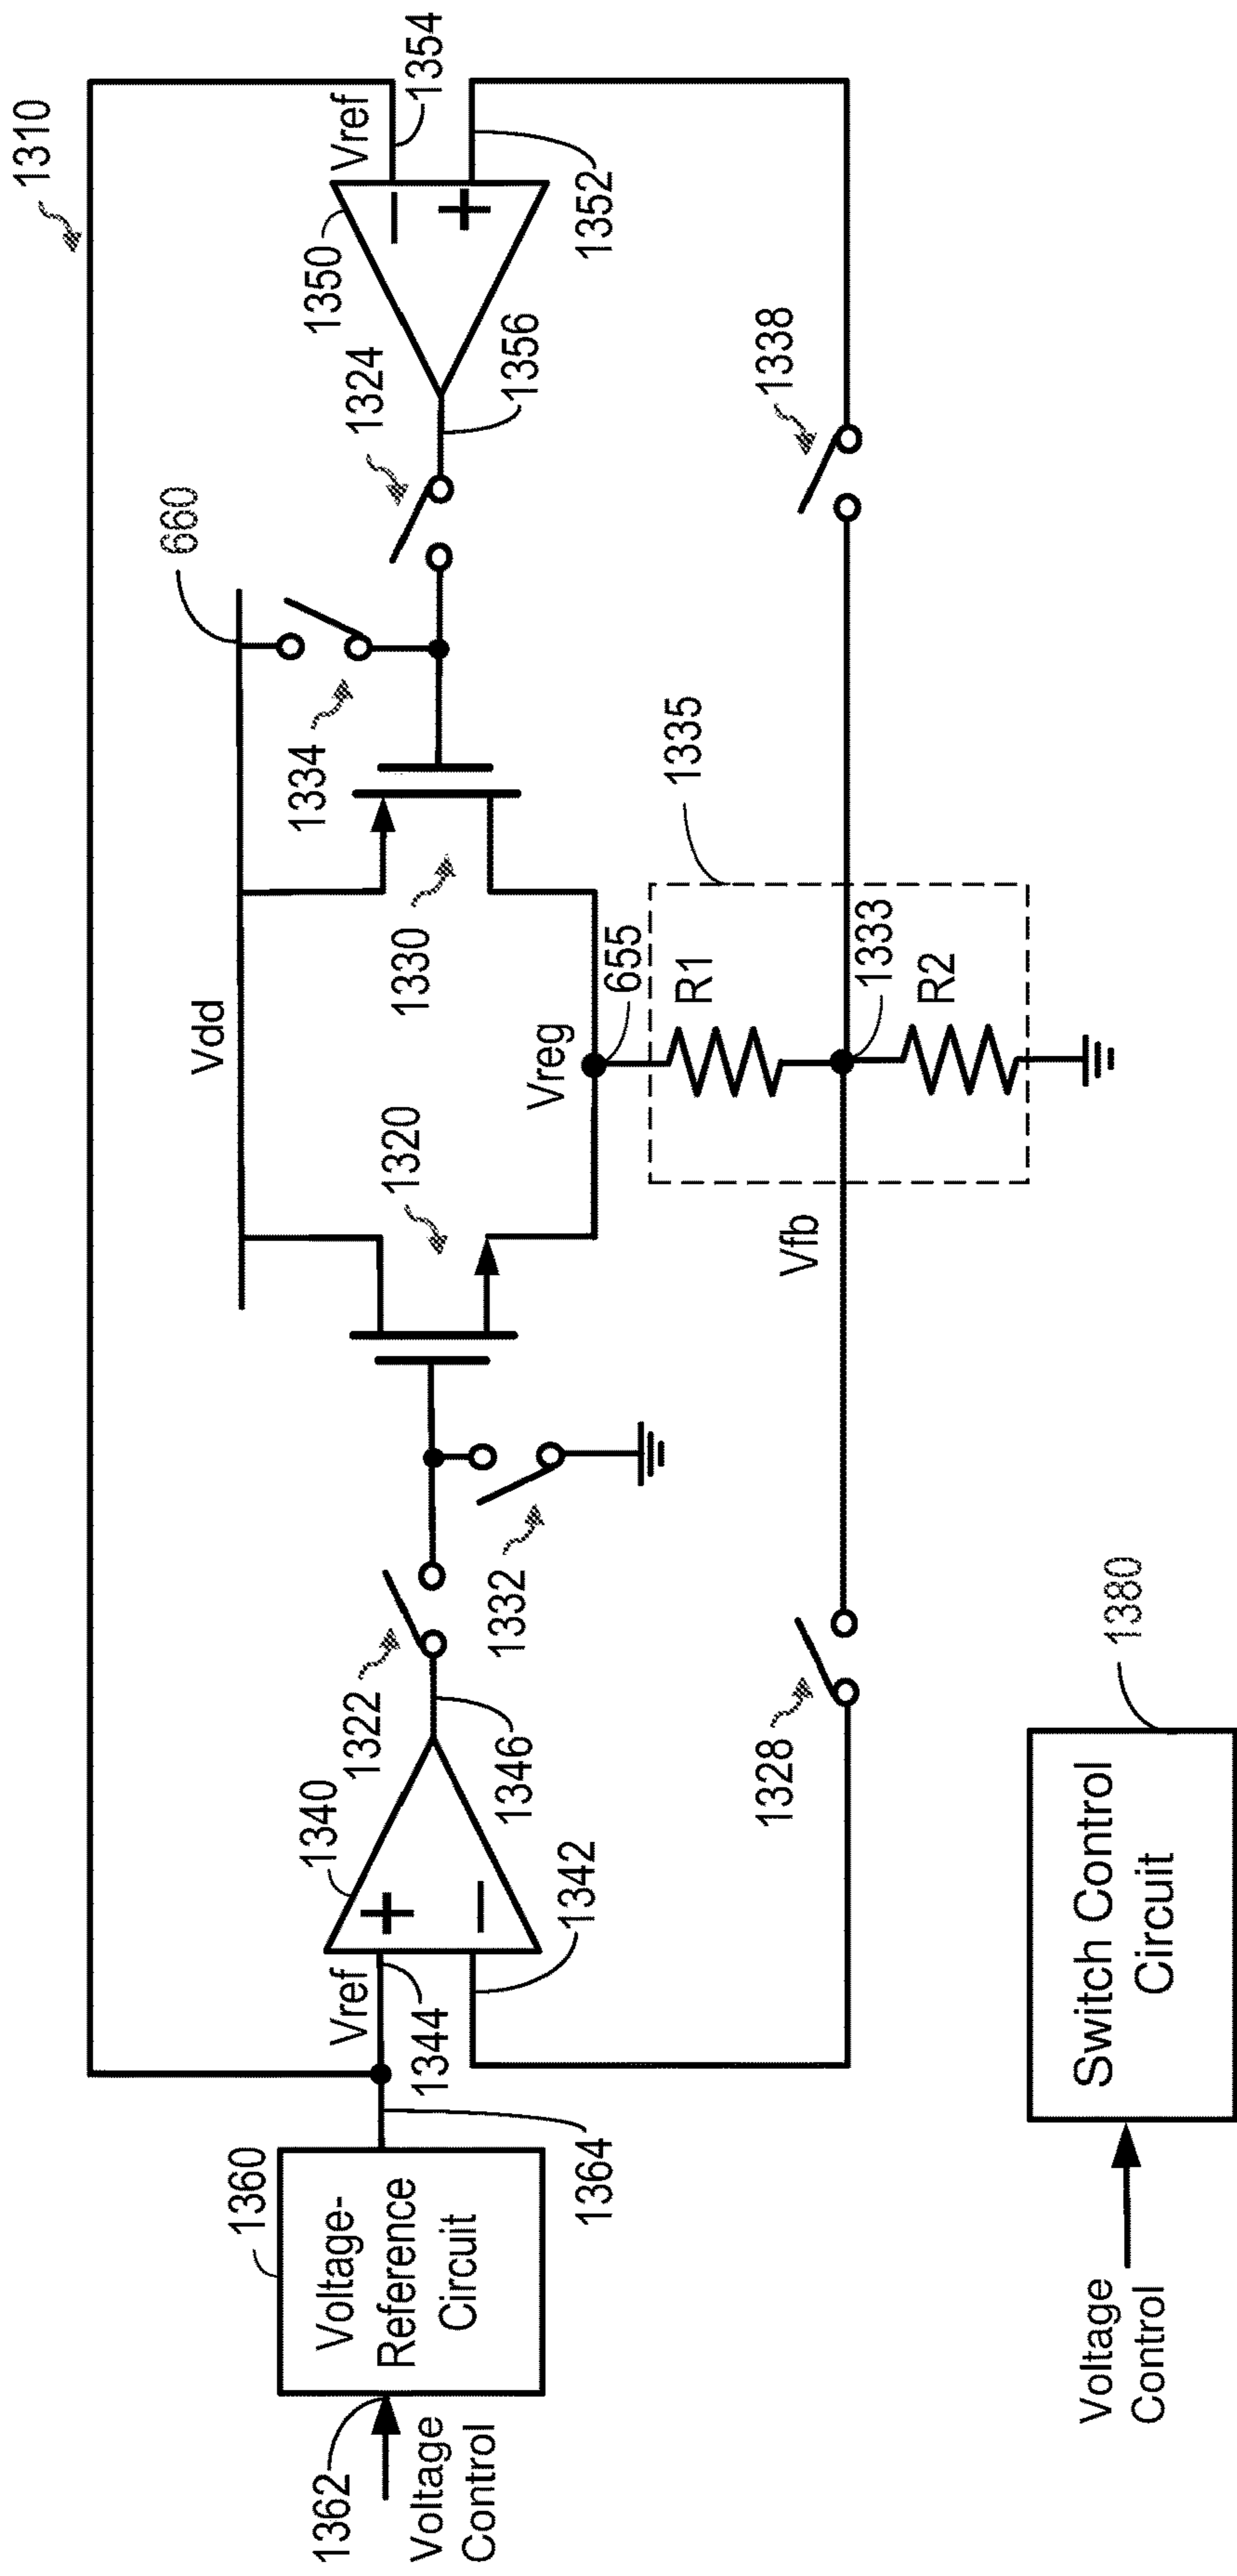 1310
Vref
1354
1350
1352
1356
1324
1338
660
1334
1330
1335
Vdd
655
R1
1333
R2
Vreg
1320
Vfb
1332
1322
1346
1328
1340
1342
Vref
1344
1364
1360
Voltage-
Reference
Circuit
1362
Voltage
Control
1380
Switch Control
Circuit
Voltage
Control